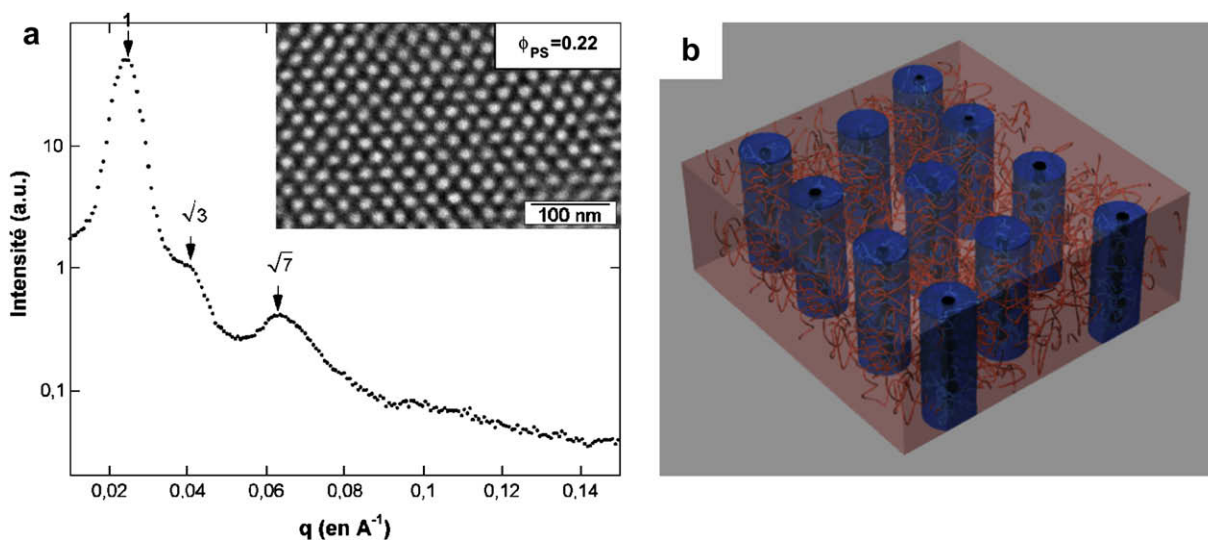 a
1
ϕPS=0.22
√3
√7
100 nm
10
1
0,1
Intensité (a.u.)
0,02 0,04 0,06 0,08 0,1 0,12 0,14
q (en A⁻¹)
b